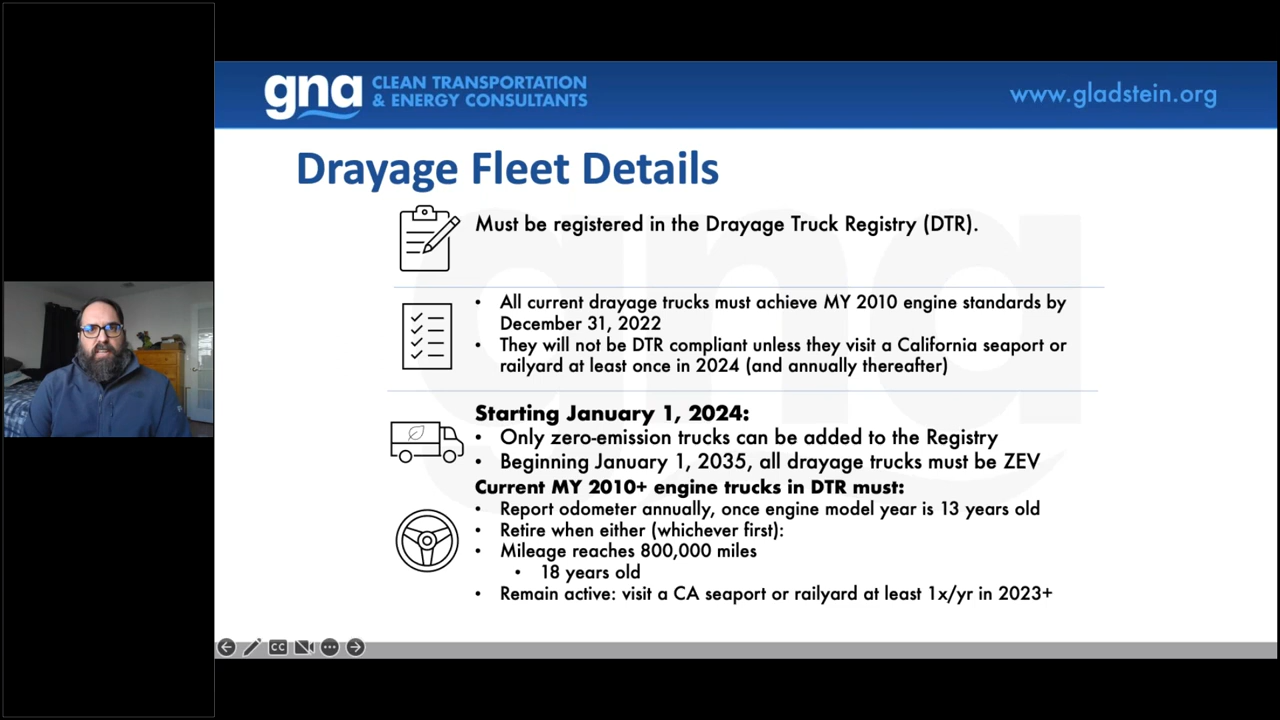 gna CLEAN TRANSPORTATION
& ENERGY CONSULTANTS
www.gladstein.org
Drayage Fleet Details
Must be registered in the Drayage Truck Registry (DTR).
• All current drayage trucks must achieve MY 2010 engine standards by
December 31, 2022
• They will not be DTR compliant unless they visit a California seaport or
railyard at least once in 2024 (and annually thereafter)
Starting January 1, 2024:
• Only zero-emission trucks can be added to the Registry
• Beginning January 1, 2035, all drayage trucks must be ZEV
Current MY 2010+ engine trucks in DTR must:
• Report odometer annually, once engine model year is 13 years old
• Retire when either (whichever first):
• Mileage reaches 800,000 miles
• 18 years old
• Remain active: visit a CA seaport or railyard at least 1x/yr in 2023+
CC